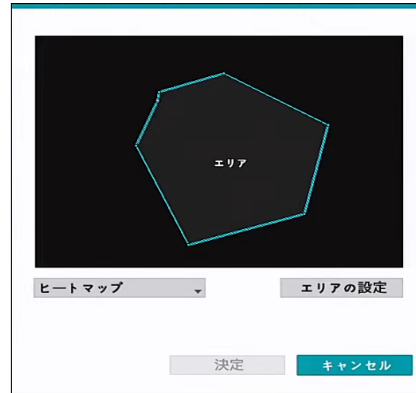 エリア
ヒートマップ
エリアの設定
決定
キャンセル